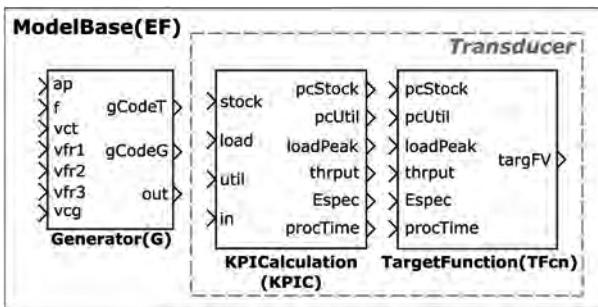 ModelBase(EF)
Transducer
ap
f
vct
vfr1
vfr2
vfr3
vcg
gCodeT
gCodeG
out
Generator(G)
stock
load
util
in
pcStock
pcUtil
loadPeak
thrput
Espec
procTime
KPICalculation
(KPIC)
pcStock
pcUtil
loadPeak
thrput
Espec
procTime
targFV
TargetFunction(TFcn)